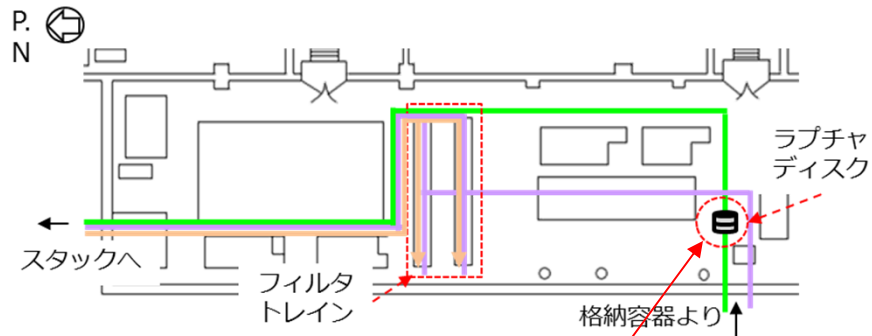 P.
N
ラプチャ
ディスク
スタックへ
フィルタ
トレイン
格納容器より